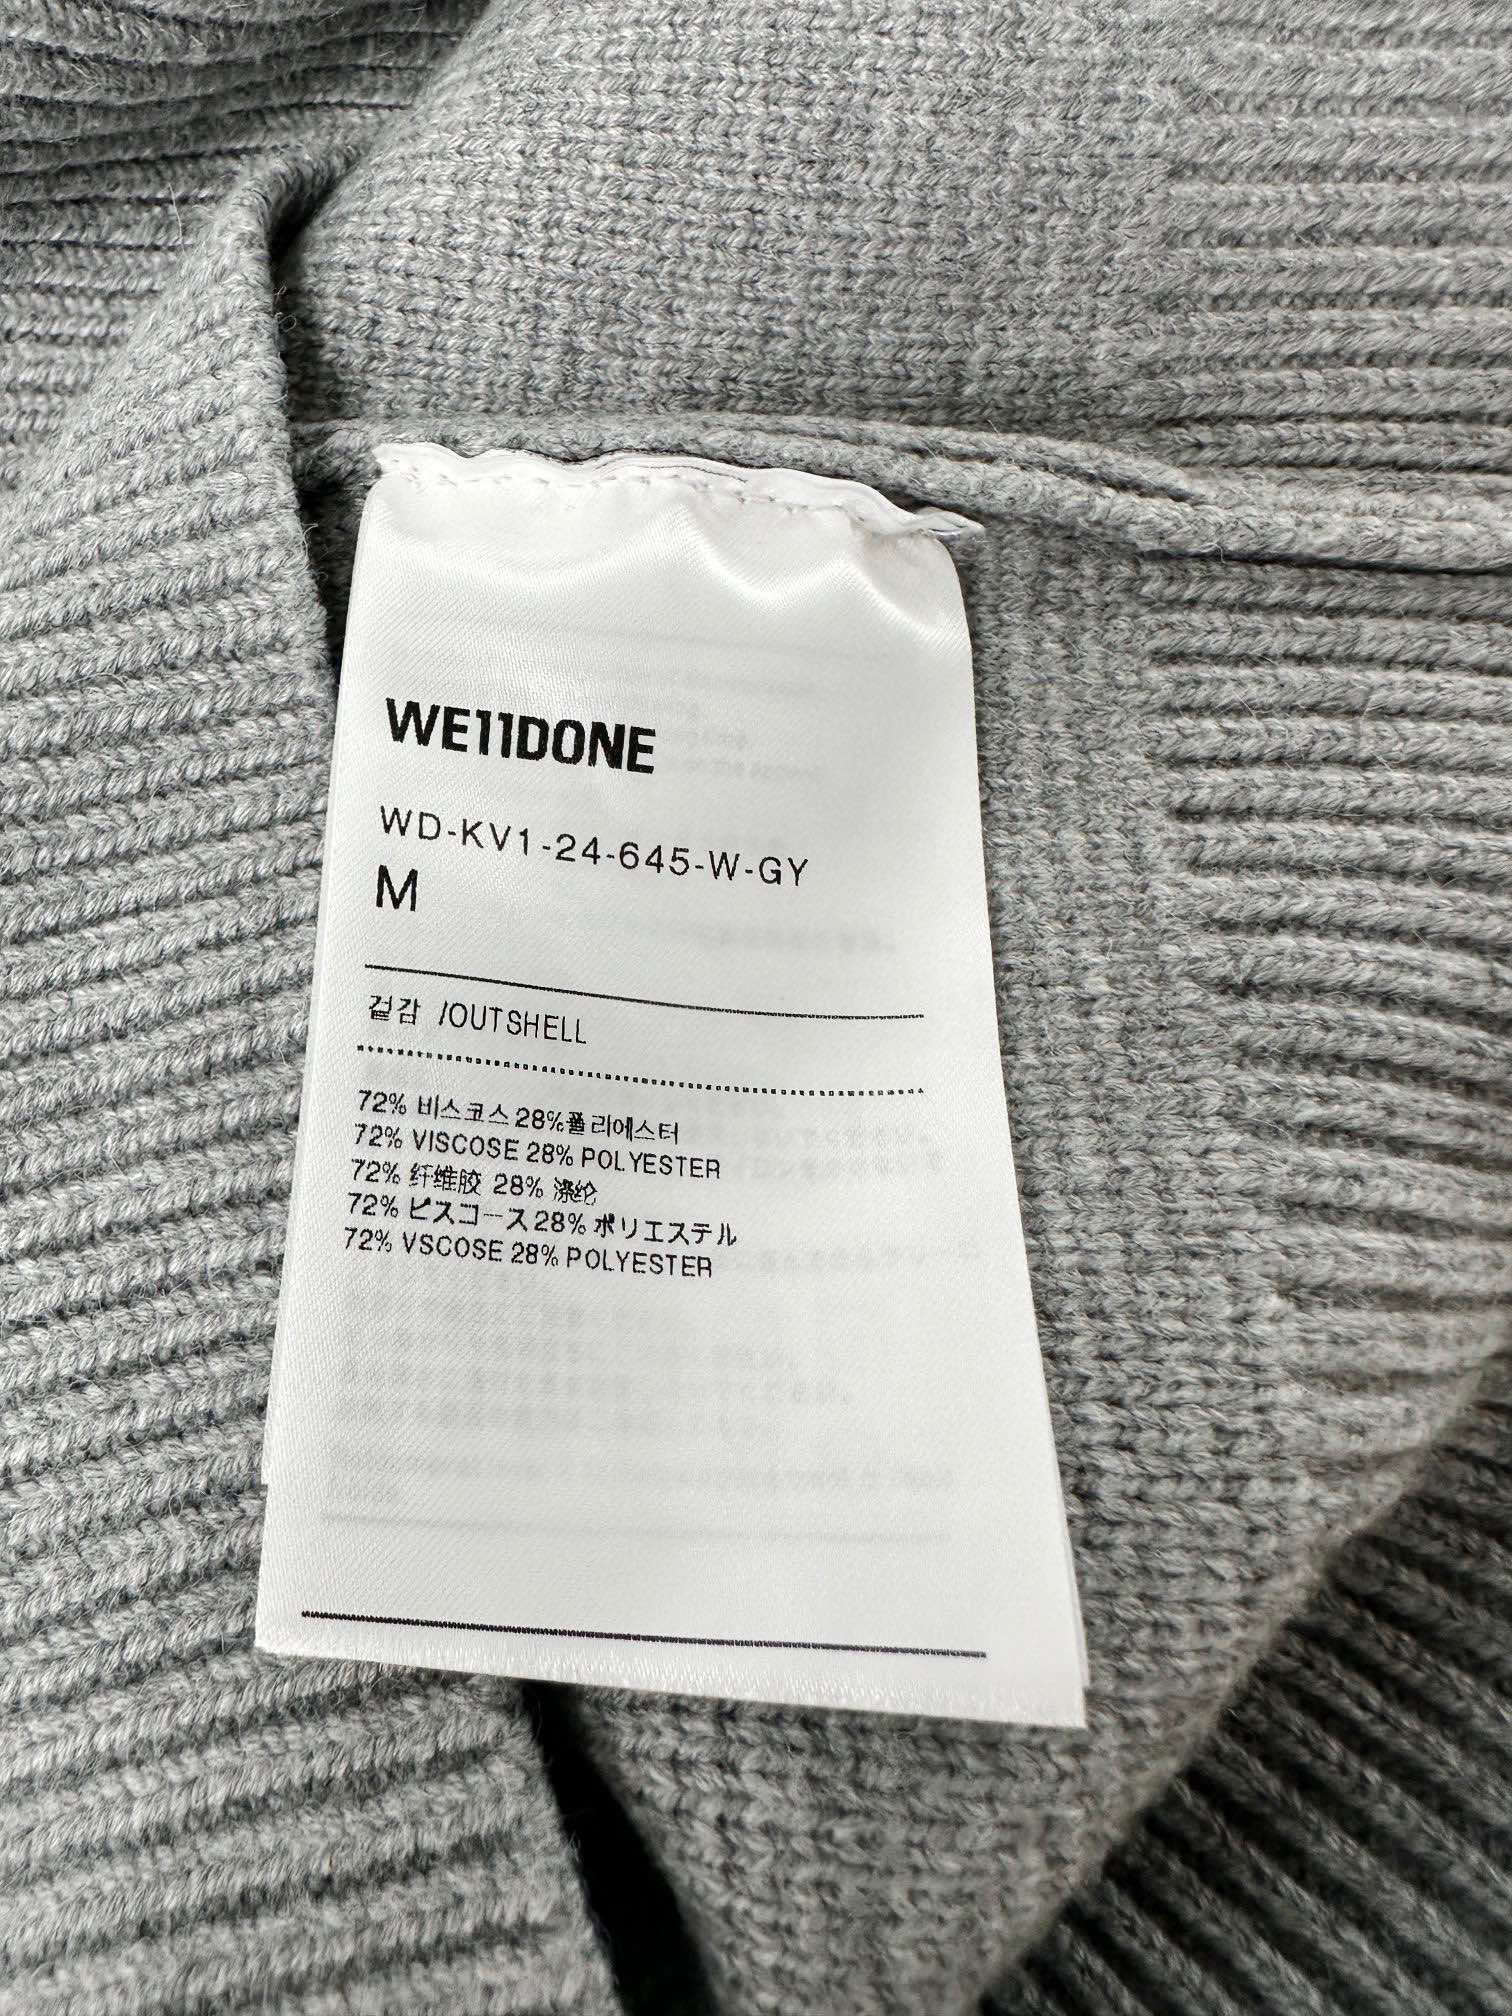 WE11DONE
WD-KV1-24-645-W-GY
M
겉감 /OUTSHELL
72% 비스코스 28%폴리에스터
72% VISCOSE 28% POLYESTER
72% 纤维胶 28% 涤纶
72% ビスコース 28% ポリエステル
72% VSCOSE 28% POLYESTER